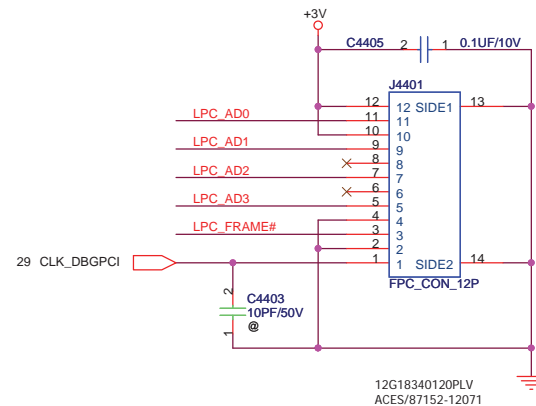 +3V
C4405 2 1 0.1UF/10V
J4401
12 12 SIDE1 13
LPC_AD0 11 11
10 10
LPC_AD1 9 9
8 8
LPC_AD2 7 7
6 6
LPC_AD3 5 5
4 4
LPC_FRAME# 3 3
2 2
29 CLK_DBGPCI 1 1 SIDE2 14
FPC_CON_12P
2
C4403
10PF/50V
1 @
12G18340120PLV
ACES/87152-12071